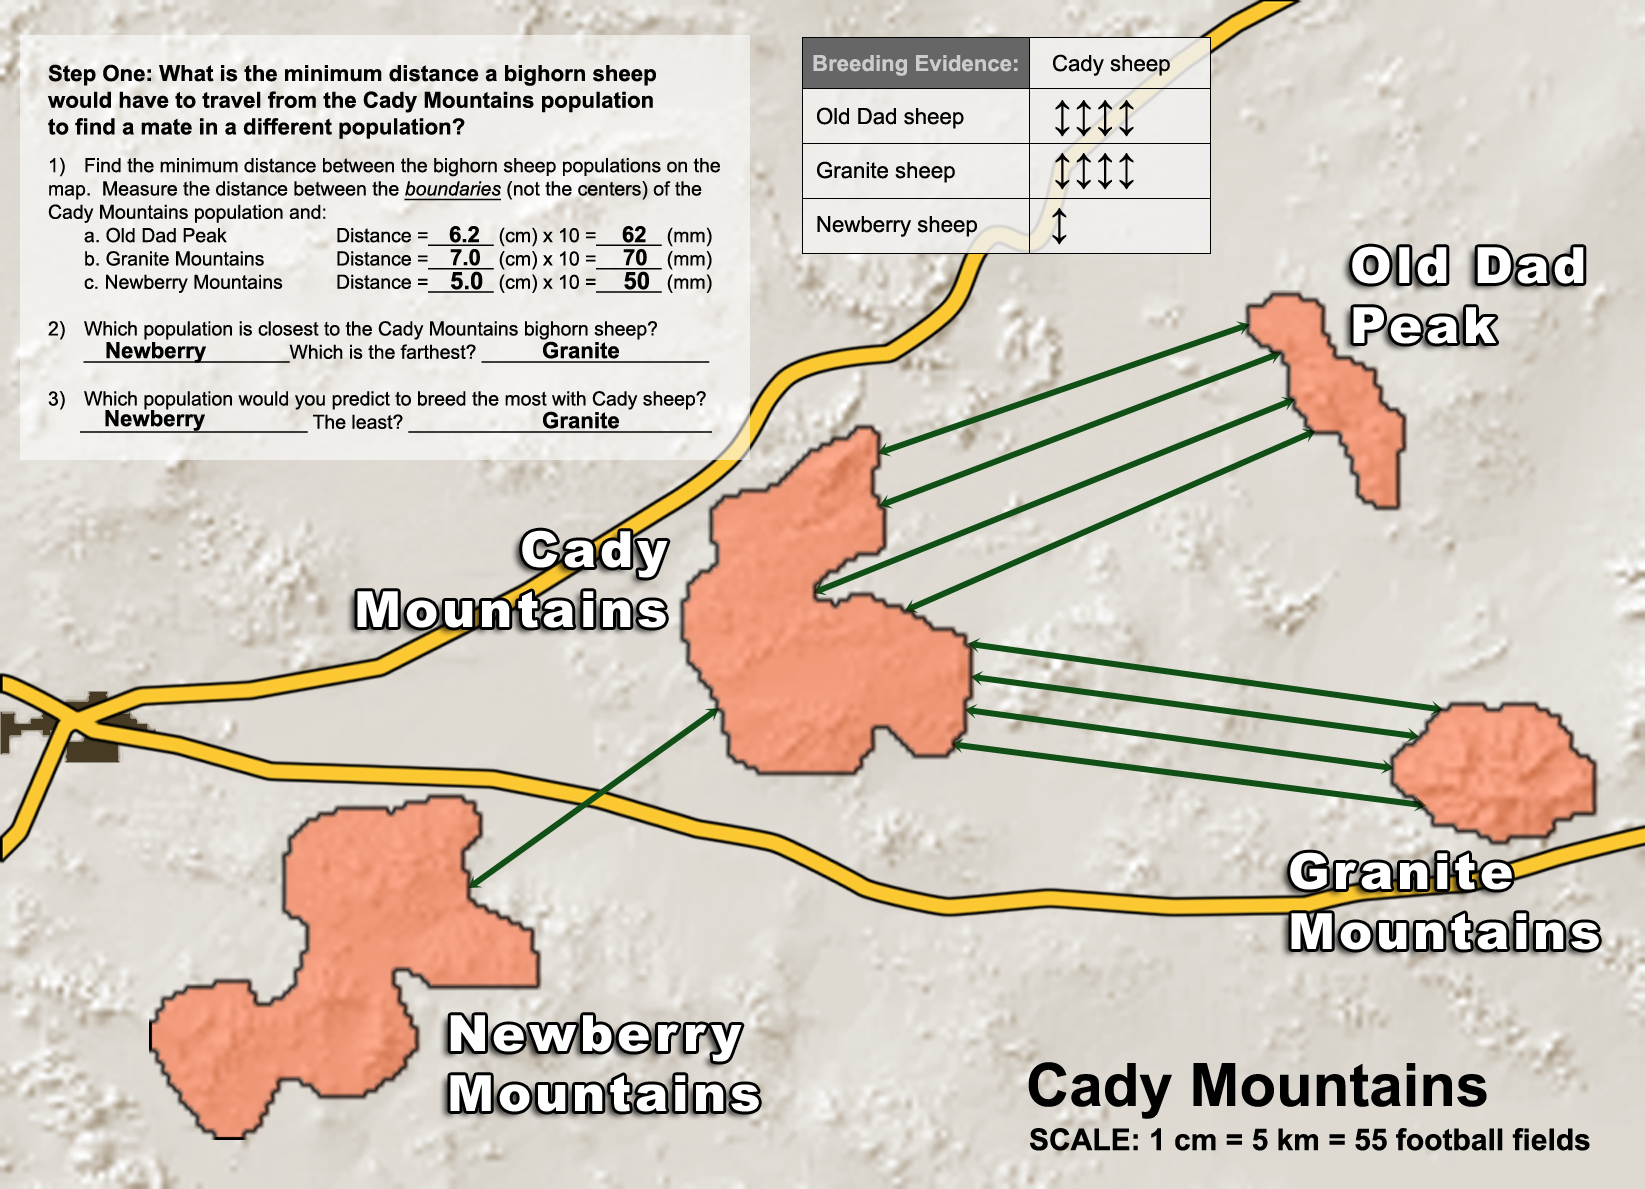 Step One: What is the minimum distance a bighorn sheep
would have to travel from the Cady Mountains population
to find a mate in a different population?
1) Find the minimum distance between the bighorn sheep populations on the
map. Measure the distance between the boundaries (not the centers) of the
Cady Mountains population and:
a. Old Dad Peak Distance = 6.2 (cm) x 10 = 62 (mm)
b. Granite Mountains Distance = 7.0 (cm) x 10 = 70 (mm)
c. Newberry Mountains Distance = 5.0 (cm) x 10 = 50 (mm)
2) Which population is closest to the Cady Mountains bighorn sheep?
Newberry Which is the farthest? Granite
3) Which population would you predict to breed the most with Cady sheep?
Newberry The least? Granite
Breeding Evidence: Cady sheep
Old Dad sheep ↕↕↕↕
Granite sheep ↕↕↕↕
Newberry sheep ↕
Old Dad
Peak
Cady
Mountains
Granite
Mountains
Newberry
Mountains
Cady Mountains
SCALE: 1 cm = 5 km = 55 football fields